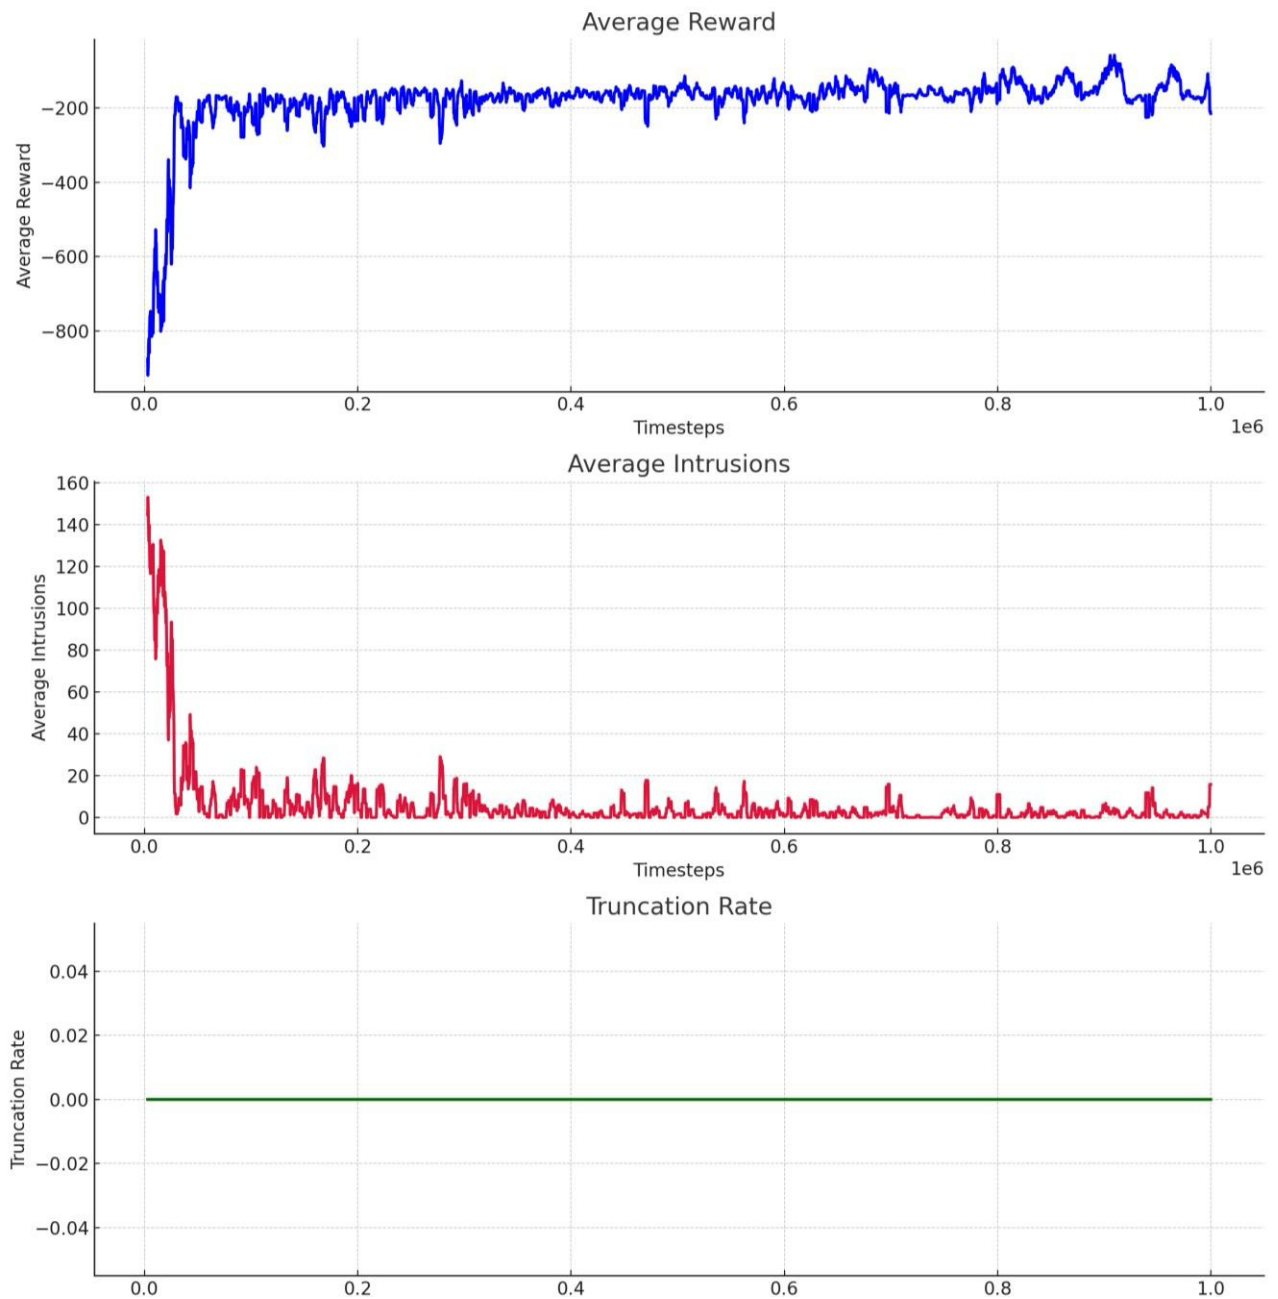 Average Reward
Average Reward
−200
−400
−600
−800
0.0 0.2 0.4 0.6 0.8 1.0
Timesteps
1e6
Average Intrusions
Average Intrusions
160
140
120
100
80
60
40
20
0
0.0 0.2 0.4 0.6 0.8 1.0
Timesteps
1e6
Truncation Rate
Truncation Rate
0.04
0.02
0.00
−0.02
−0.04
0.0 0.2 0.4 0.6 0.8 1.0